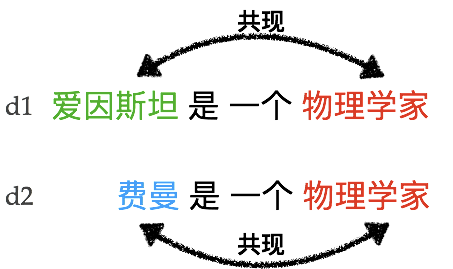 共现
d1 爱因斯坦 是 一个 物理学家
d2 费曼 是 一个 物理学家
共现